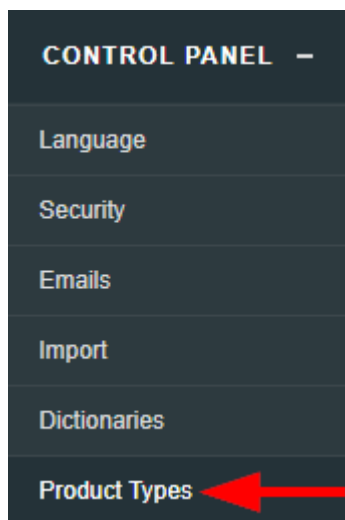 CONTROL PANEL –
Language
Security
Emails
Import
Dictionaries
Product Types